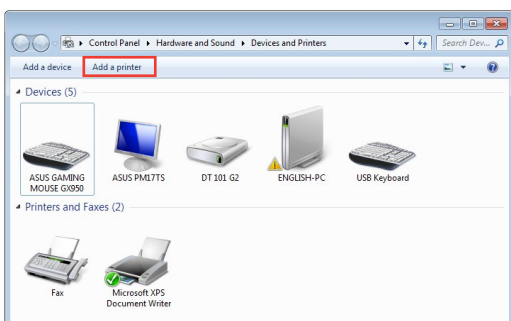 Control Panel ▸ Hardware and Sound ▸ Devices and Printers
Search Dev...
Add a device Add a printer
Devices (5)
ASUS GAMING
MOUSE GX950
ASUS PM17TS
DT 101 G2
ENGLISH-PC
USB Keyboard
Printers and Faxes (2)
Fax
Microsoft XPS
Document Writer